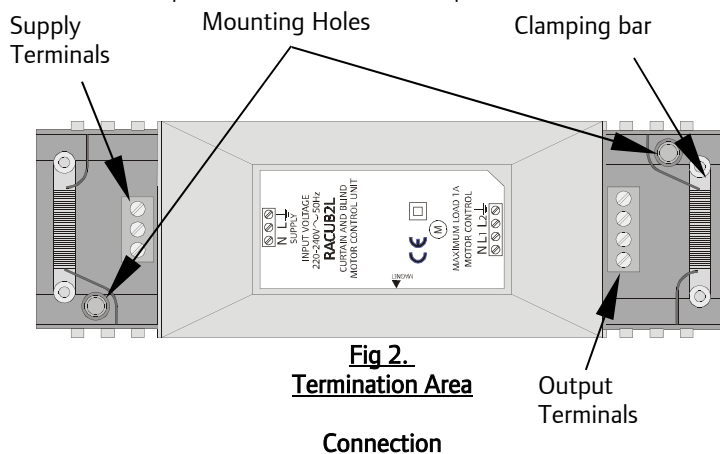 Supply
Terminals
Mounting Holes
Clamping bar
N L
SUPPLY
INPUT VOLTAGE
220-240V~50Hz
RACUB2L
CURTAIN AND BLIND
MOTOR CONTROL UNIT
MAGNET
CE
M
MAXIMUM LOAD 1A
MOTOR CONTROL
N L1 L2
Fig 2.
Termination Area
Output
Terminals
Connection